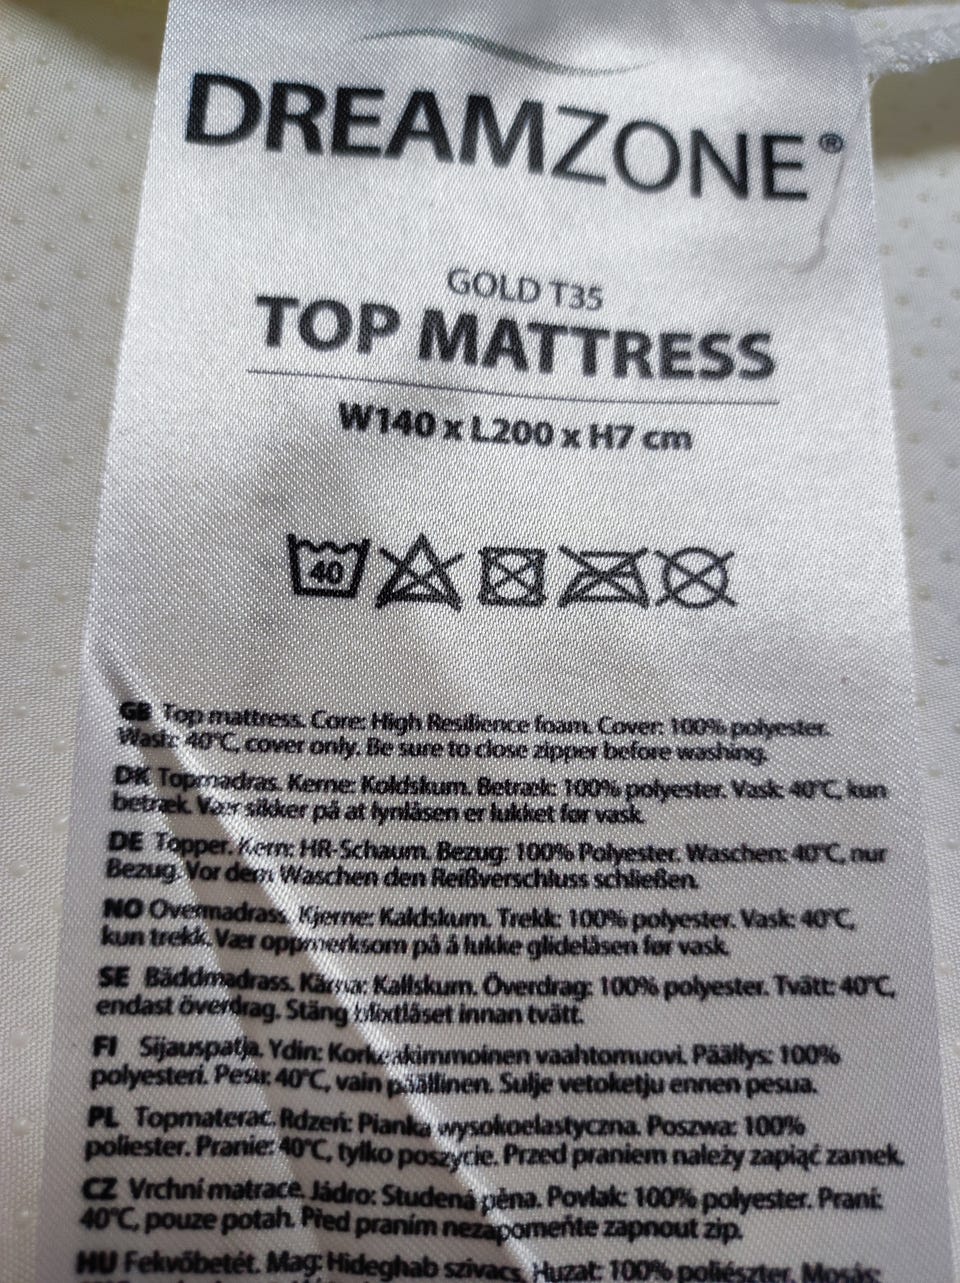 DREAMZONE®
GOLD T35
TOP MATTRESS
W140 x L200 x H7 cm
40
GB Top mattress. Core: High Resilience foam. Cover: 100% polyester.
Wash: 40°C, cover only. Be sure to close zipper before washing.
DK Topmadras. Kerne: Koldskum. Betræk: 100% polyester. Vask: 40°C, kun
betræk. Vær sikker på at lynlåsen er lukket før vask.
DE Topper. Kern: HR-Schaum. Bezug: 100% Polyester. Waschen: 40°C, nur
Bezug. Vor dem Waschen den Reißverschluss schließen.
NO Overmadrass. Kjerne: Kaldskum. Trekk: 100% polyester. Vask: 40°C,
kun trekk. Vær oppmerksom på å lukke glidelåsen før vask.
SE Bäddmadrass. Kärna: Kallskum. Överdrag: 100% polyester. Tvätt: 40°C,
endast överdrag. Stäng blixtlåset innan tvätt.
FI Sijauspatja. Ydin: Korkeakimmoinen vaahtomuovi. Päällys: 100%
polyesteri. Pesu: 40°C, vain päällinen. Sulje vetoketju ennen pesua.
PL Topmaterac. Rdzeń: Pianka wysokoelastyczna. Poszwa: 100%
poliester. Pranie: 40°C, tylko poszycie. Przed praniem należy zapiąć zamek.
CZ Vrchní matrace. Jádro: Studená pěna. Povlak: 100% polyester. Praní:
40°C, pouze potah. Před praním nezapomeňte zapnout zip.
HU Fekvőbetét. Mag: Hideghab szivacs. Huzat: 100% poliészter. Mosás: